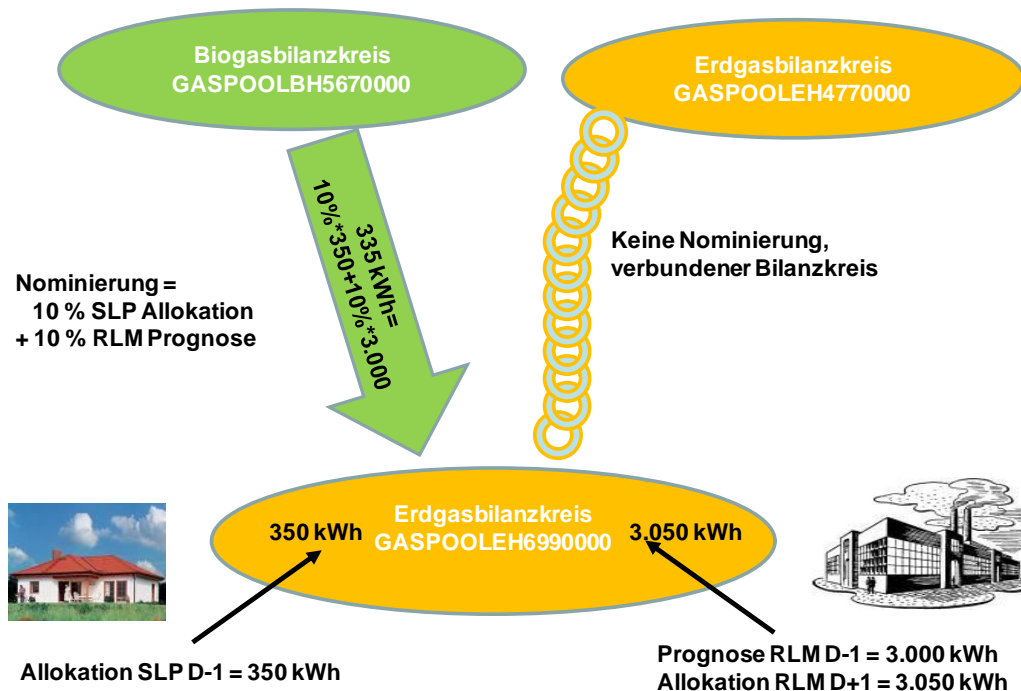 Biogasbilanzkreis
GASPOOLBH5670000
Erdgasbilanzkreis
GASPOOLEH4770000
335 kWh=
10%*350+10%*3.000
Keine Nominierung,
verbundener Bilanzkreis
Nominierung =
10 % SLP Allokation
+ 10 % RLM Prognose
350 kWh
Erdgasbilanzkreis
GASPOOLEH6990000
3.050 kWh
Allokation SLP D-1 = 350 kWh
Prognose RLM D-1 = 3.000 kWh
Allokation RLM D+1 = 3.050 kWh